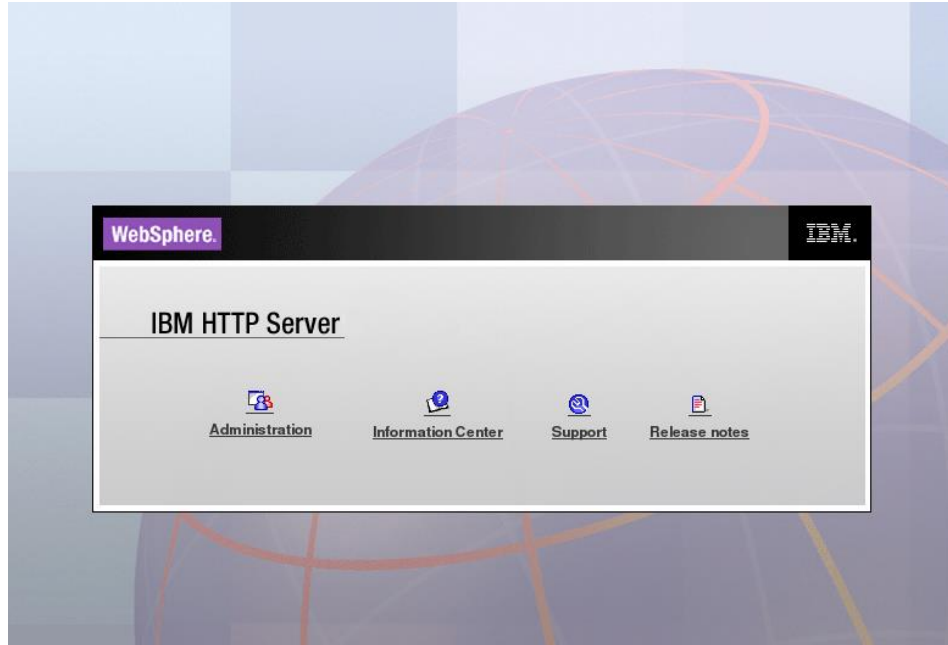 WebSphere.
IBM.
IBM HTTP Server
Administration
Information Center
Support
Release notes